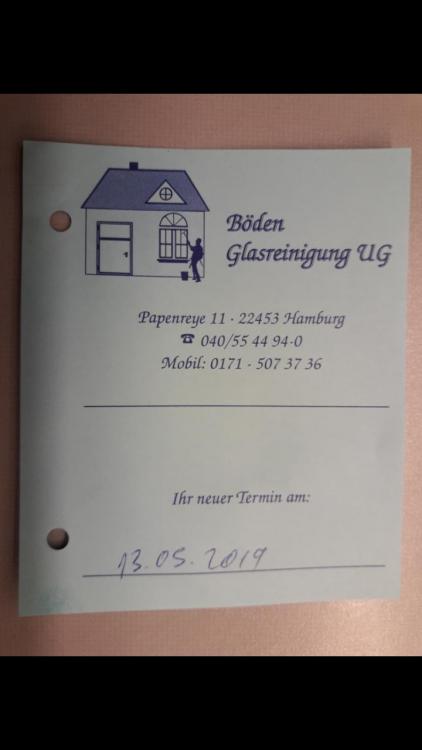 Böden
Glasreinigung UG
Papenreye 11 · 22453 Hamburg
☎ 040/55 44 94-0
Mobil: 0171 - 507 37 36
Ihr neuer Termin am:
13.05.2019